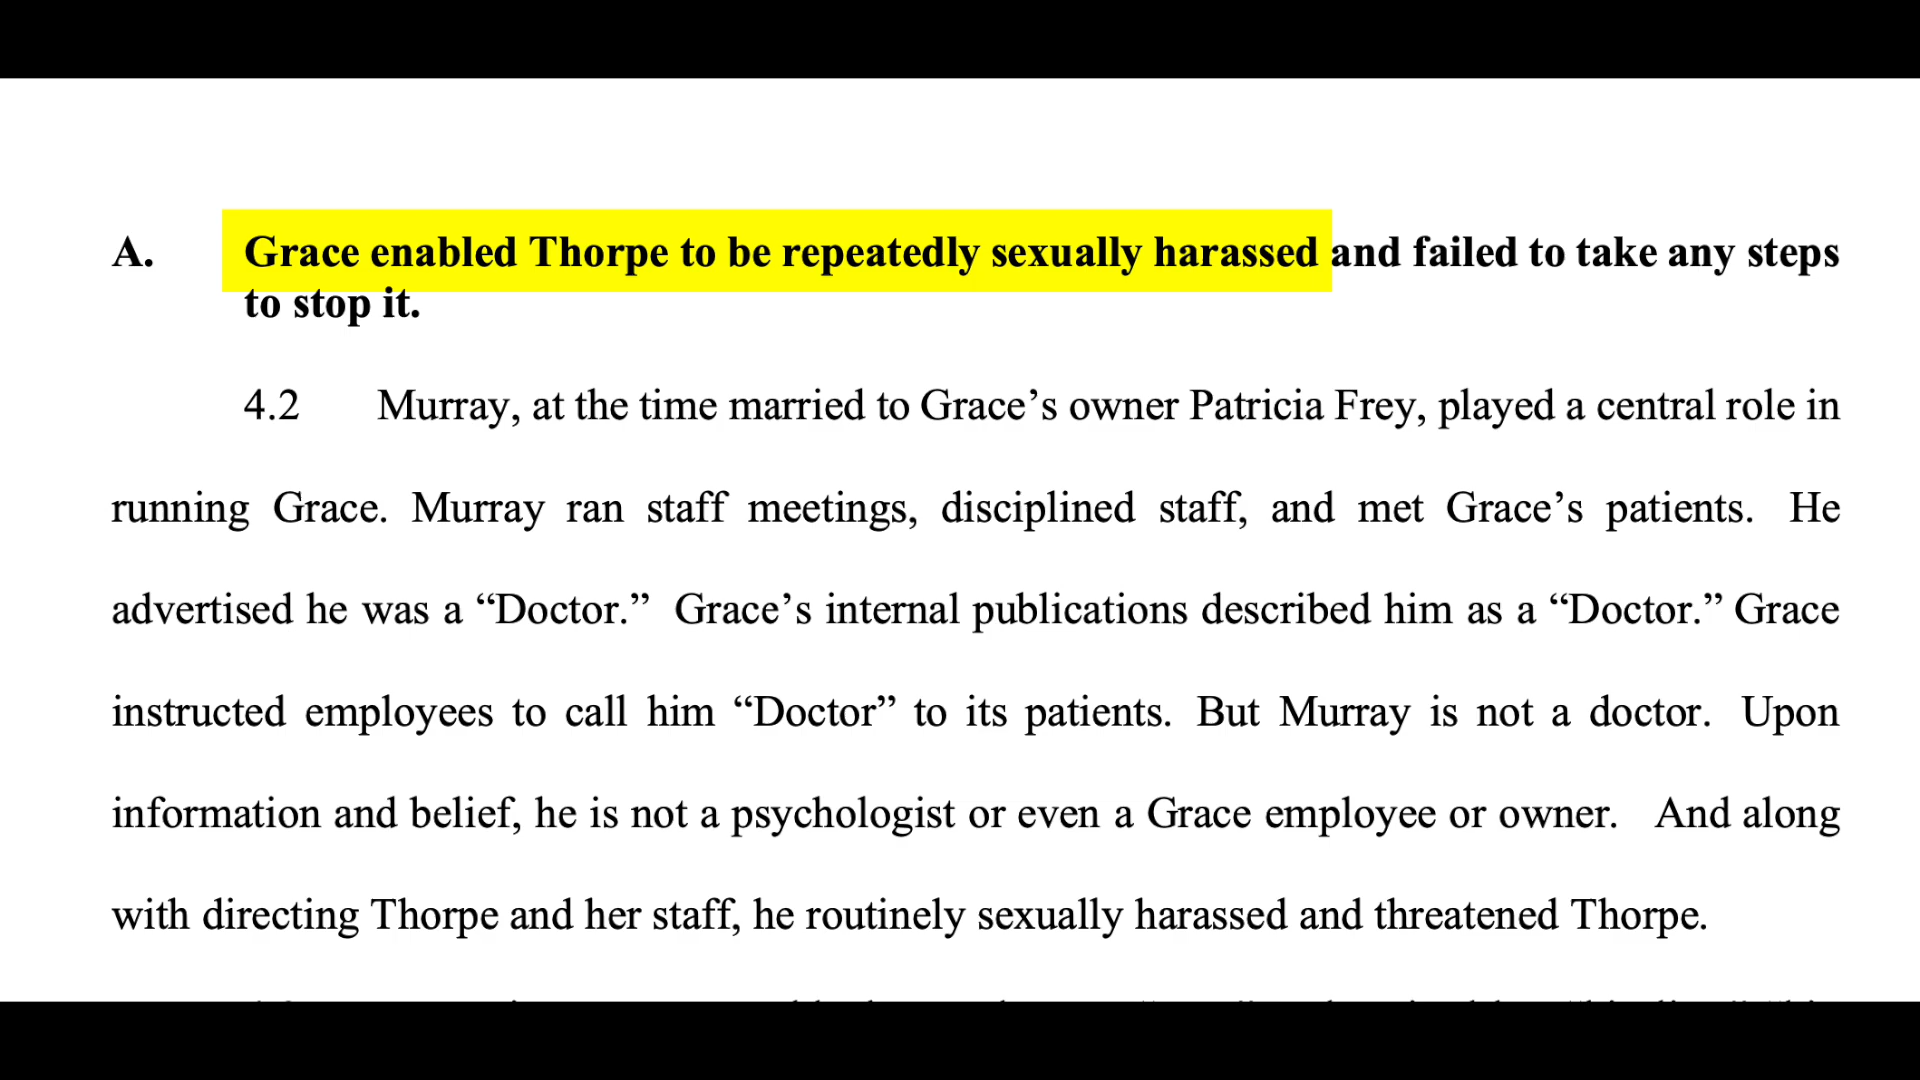 A. Grace enabled Thorpe to be repeatedly sexually harassed and failed to take any steps
to stop it.
4.2 Murray, at the time married to Grace’s owner Patricia Frey, played a central role in
running Grace. Murray ran staff meetings, disciplined staff, and met Grace’s patients. He
advertised he was a “Doctor.” Grace’s internal publications described him as a “Doctor.” Grace
instructed employees to call him “Doctor” to its patients. But Murray is not a doctor. Upon
information and belief, he is not a psychologist or even a Grace employee or owner. And along
with directing Thorpe and her staff, he routinely sexually harassed and threatened Thorpe.